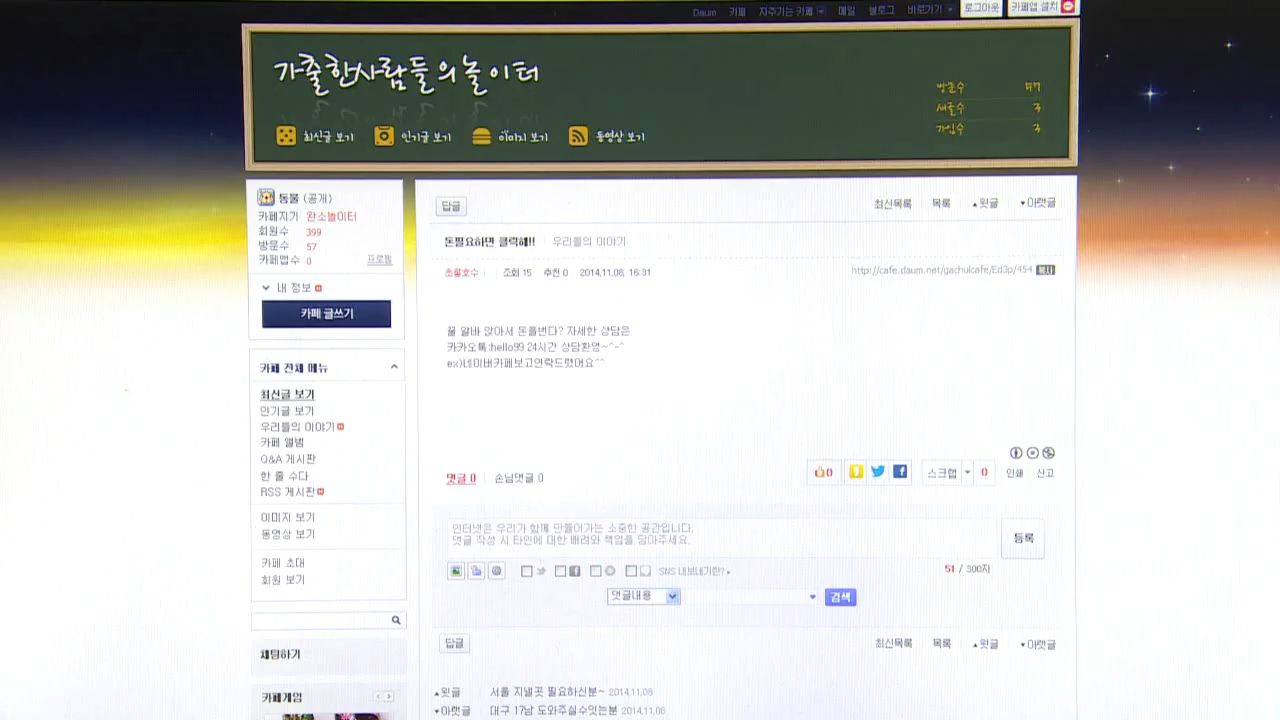 Daum 카페 자주가는 카페 메일 블로그 바로가기 로그아웃 카페앱 설치
가출한사람들의놀이터
방문수 57
새글수 3
가입수 3
최신글 보기 인기글 보기 이미지 보기 동영상 보기
동물 (공개)
카페지기 완소놀이터
회원수 399
방문수 57
카페앱수 0 프로필
내 정보
카페 글쓰기
카페 전체 메뉴
최신글 보기
인기글 보기
우리들의 이야기
카페 앨범
Q&A 게시판
한 줄 수다
RSS 게시판
이미지 보기
동영상 보기
카페 초대
회원 보기
채팅하기
카페게임
답글 최신목록 목록 ▲윗글 ▼아랫글
돈필요하면 클릭해!! 우리들의 이야기
초롱호수 조회 15 추천 0 2014.11.08. 16:31 http://cafe.daum.net/gachulcafe/Ed3p/454 복사
꿀 알바 앉아서 돈을번다? 자세한 상담은
카카오톡:hello99 24시간 상담환영~^-^
ex)네이버카페보고연락드렸어요^^
댓글 0 손님댓글 0 0 스크랩 0 인쇄 신고
인터넷은 우리가 함께 만들어가는 소중한 공간입니다.
댓글 작성 시 타인에 대한 배려와 책임을 담아주세요.
등록
SNS 내보내기란? ▸ 51 / 300자
댓글내용 검색
답글 최신목록 목록 ▲윗글 ▼아랫글
▲윗글 서울 지낼곳 필요하신분~ 2014.11.08
▼아랫글 대구 17남 도와주실수잇는분 2014.11.08